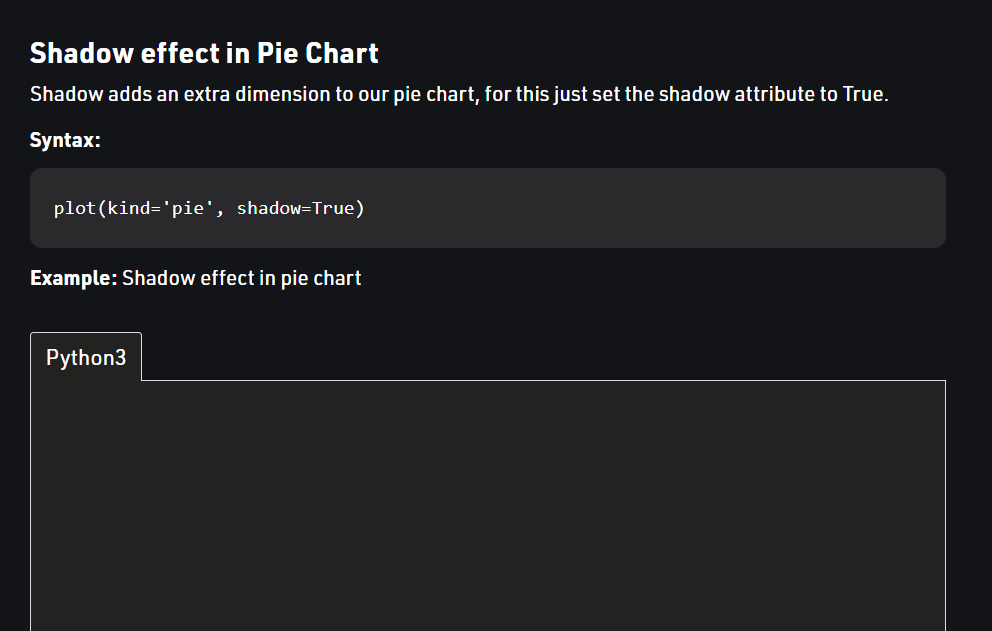 Shadow effect in Pie Chart
Shadow adds an extra dimension to our pie chart, for this just set the shadow attribute to True.
Syntax:
plot(kind='pie', shadow=True)
Example: Shadow effect in pie chart
Python3